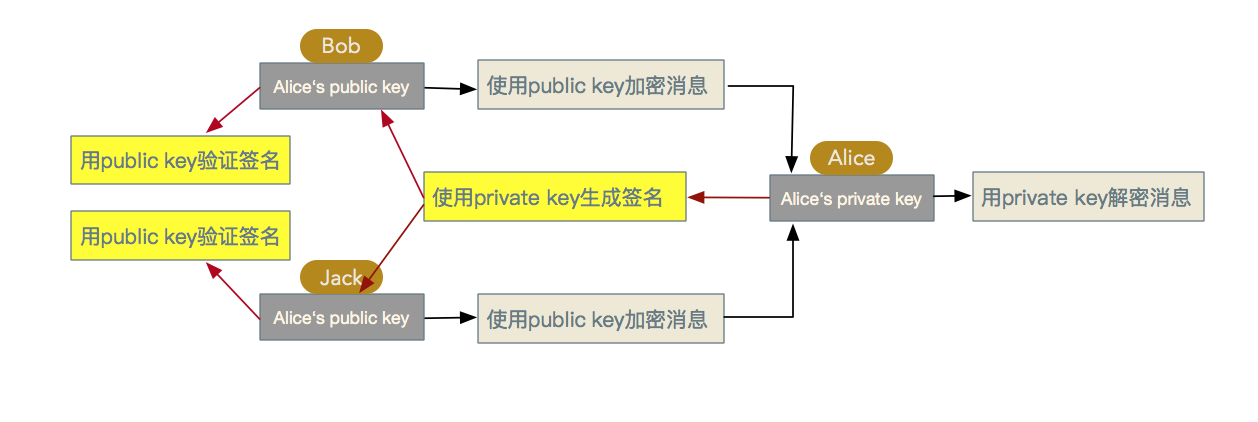 Bob
Alice‘s public key
使用public key加密消息
用public key验证签名
Alice
使用private key生成签名
Alice‘s private key
用private key解密消息
用public key验证签名
Jack
Alice‘s public key
使用public key加密消息